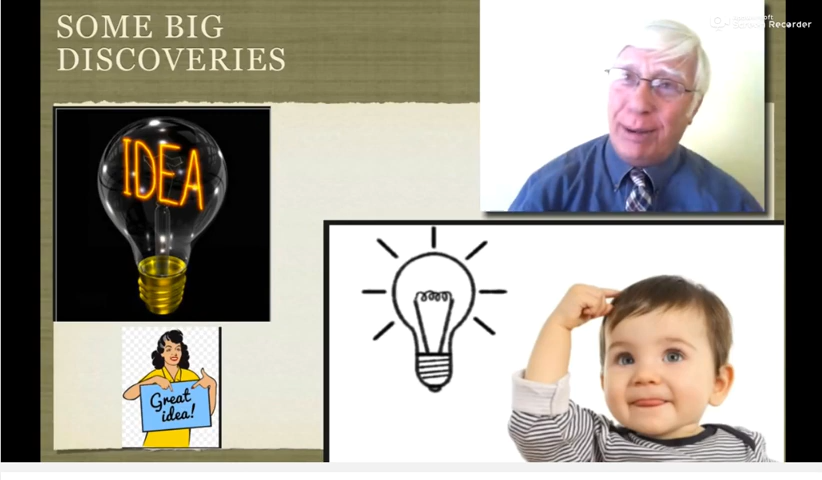 SOME BIG
DISCOVERIES
Screen Recorder
IDEA
Great
idea!